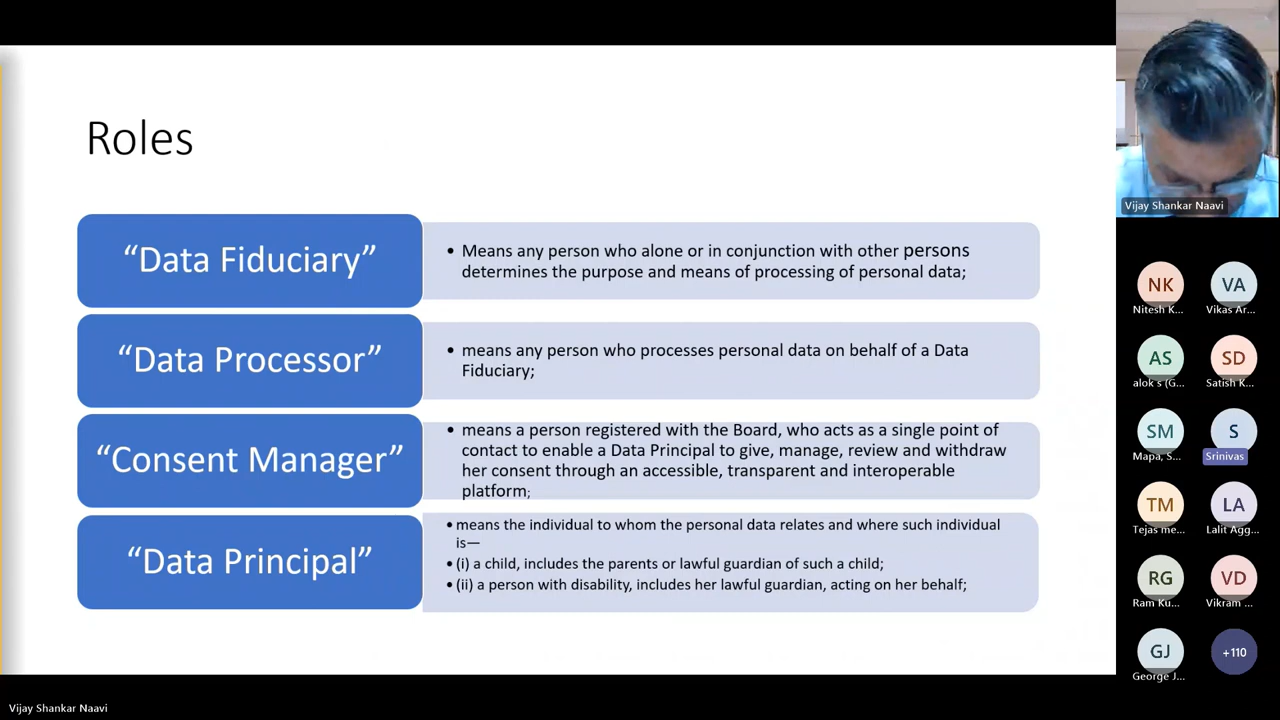 Roles
“Data Fiduciary”
• Means any person who alone or in conjunction with other persons
determines the purpose and means of processing of personal data;
“Data Processor”
• means any person who processes personal data on behalf of a Data
Fiduciary;
“Consent Manager”
• means a person registered with the Board, who acts as a single point of
contact to enable a Data Principal to give, manage, review and withdraw
her consent through an accessible, transparent and interoperable
platform;
“Data Principal”
• means the individual to whom the personal data relates and where such individual
is—
• (i) a child, includes the parents or lawful guardian of such a child;
• (ii) a person with disability, includes her lawful guardian, acting on her behalf;
Vijay Shankar Naavi
NK
Nitesh K...
VA
Vikas Ar...
AS
alok s (G...
SD
Satish K...
SM
Mapa, S...
S
Srinivas
TM
Tejas me...
LA
Lalit Agg...
RG
Ram Ku...
VD
Vikram ...
GJ
George J...
+110
Vijay Shankar Naavi